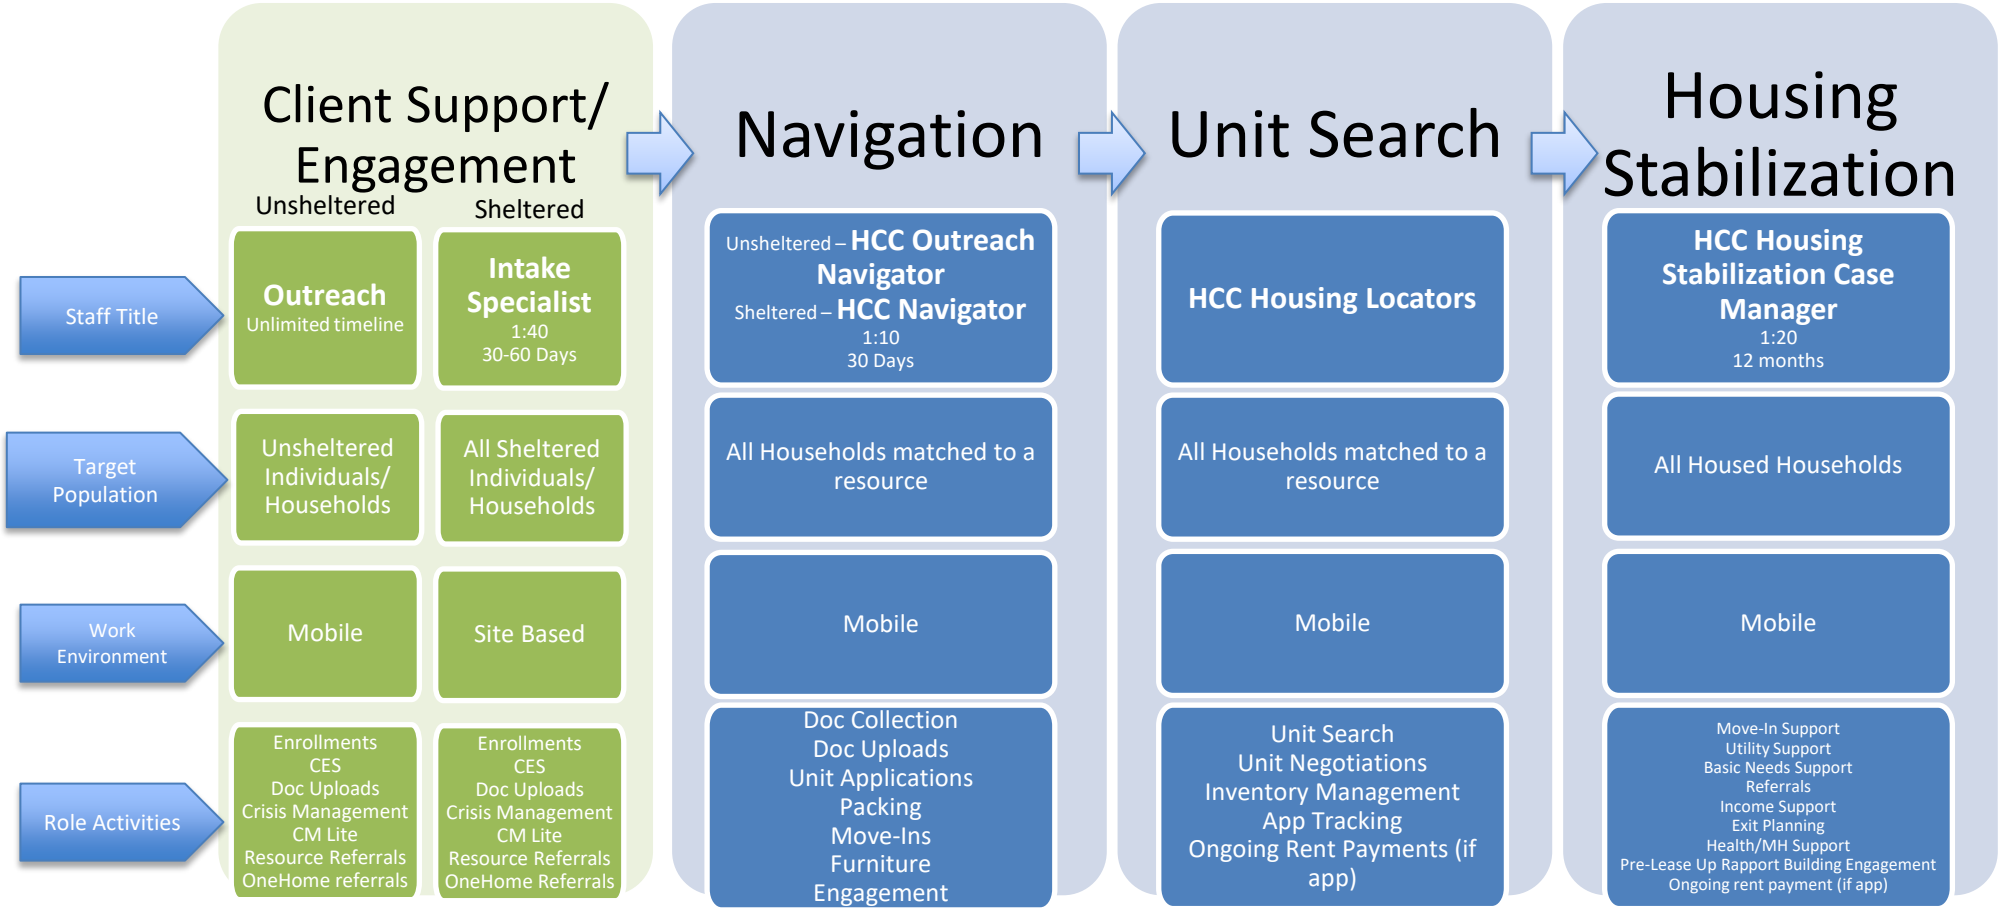 Client Support/
Engagement
Unsheltered
Sheltered
Navigation
Unit Search
Housing
Stabilization
Staff Title
Outreach
Unlimited timeline
Intake
Specialist
1:40
30-60 Days
Unsheltered – HCC Outreach
Navigator
Sheltered – HCC Navigator
1:10
30 Days
HCC Housing Locators
HCC Housing
Stabilization Case
Manager
1:20
12 months
Target
Population
Unsheltered
Individuals/
Households
All Sheltered
Individuals/
Households
All Households matched to a
resource
All Households matched to a
resource
All Housed Households
Work
Environment
Mobile
Site Based
Mobile
Mobile
Mobile
Role Activities
Enrollments
CES
Doc Uploads
Crisis Management
CM Lite
Resource Referrals
OneHome referrals
Enrollments
CES
Doc Uploads
Crisis Management
CM Lite
Resource Referrals
OneHome Referrals
Doc Collection
Doc Uploads
Unit Applications
Packing
Move-Ins
Furniture
Engagement
Unit Search
Unit Negotiations
Inventory Management
App Tracking
Ongoing Rent Payments (if
app)
Move-In Support
Utility Support
Basic Needs Support
Referrals
Income Support
Exit Planning
Health/MH Support
Pre-Lease Up Rapport Building Engagement
Ongoing rent payment (if app)